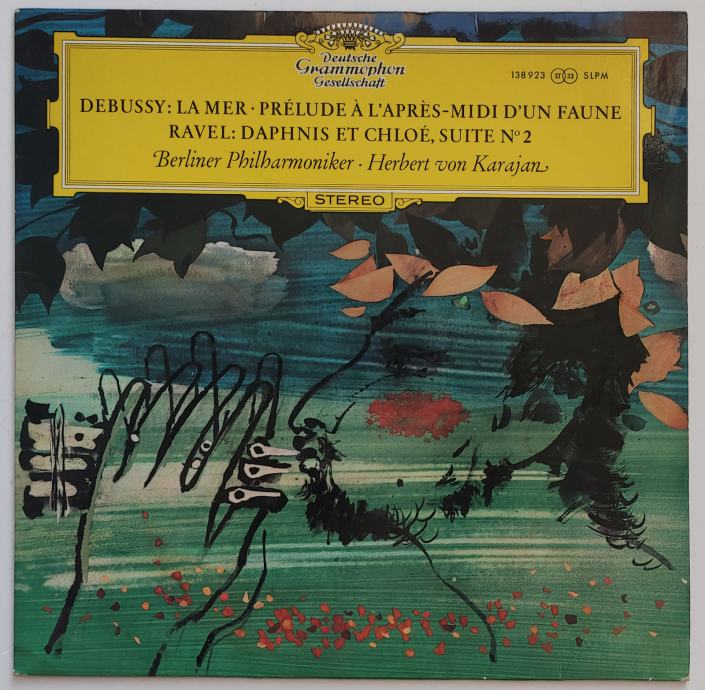 Deutsche
Grammophon
Gesellschaft
138 923 ST 33 SLPM
DEBUSSY: LA MER · PRÉLUDE À L'APRÈS-MIDI D'UN FAUNE
RAVEL: DAPHNIS ET CHLOÉ, SUITE Nº 2
Berliner Philharmoniker · Herbert von Karajan
STEREO